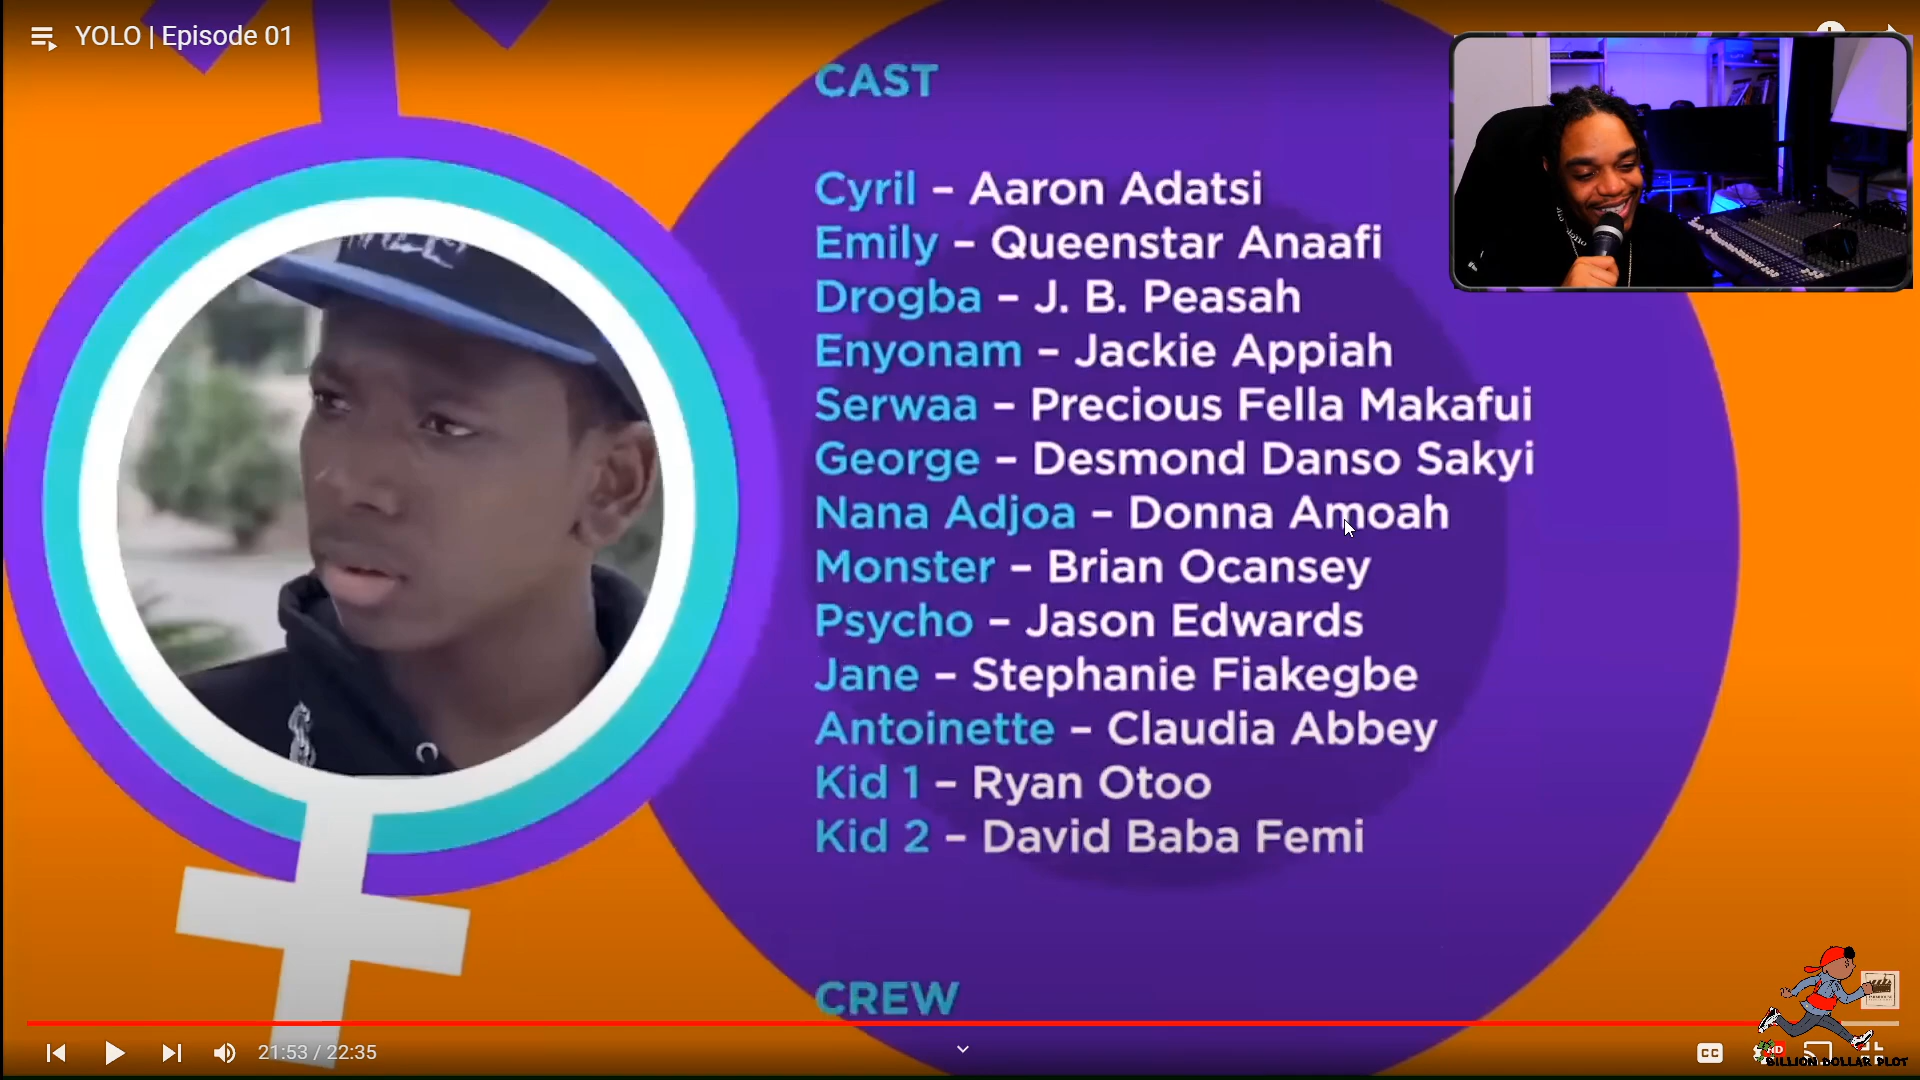 YOLO | Episode 01
CAST
Cyril – Aaron Adatsi
Emily – Queenstar Anaafi
Drogba – J. B. Peasah
Enyonam – Jackie Appiah
Serwaa – Precious Fella Makafui
George – Desmond Danso Sakyi
Nana Adjoa – Donna Amoah
Monster – Brian Ocansey
Psycho – Jason Edwards
Jane – Stephanie Fiakegbe
Antoinette – Claudia Abbey
Kid 1 – Ryan Otoo
Kid 2 – David Baba Femi
CREW
21:53 / 22:35
CC
HD
BILLION DOLLAR PLOT